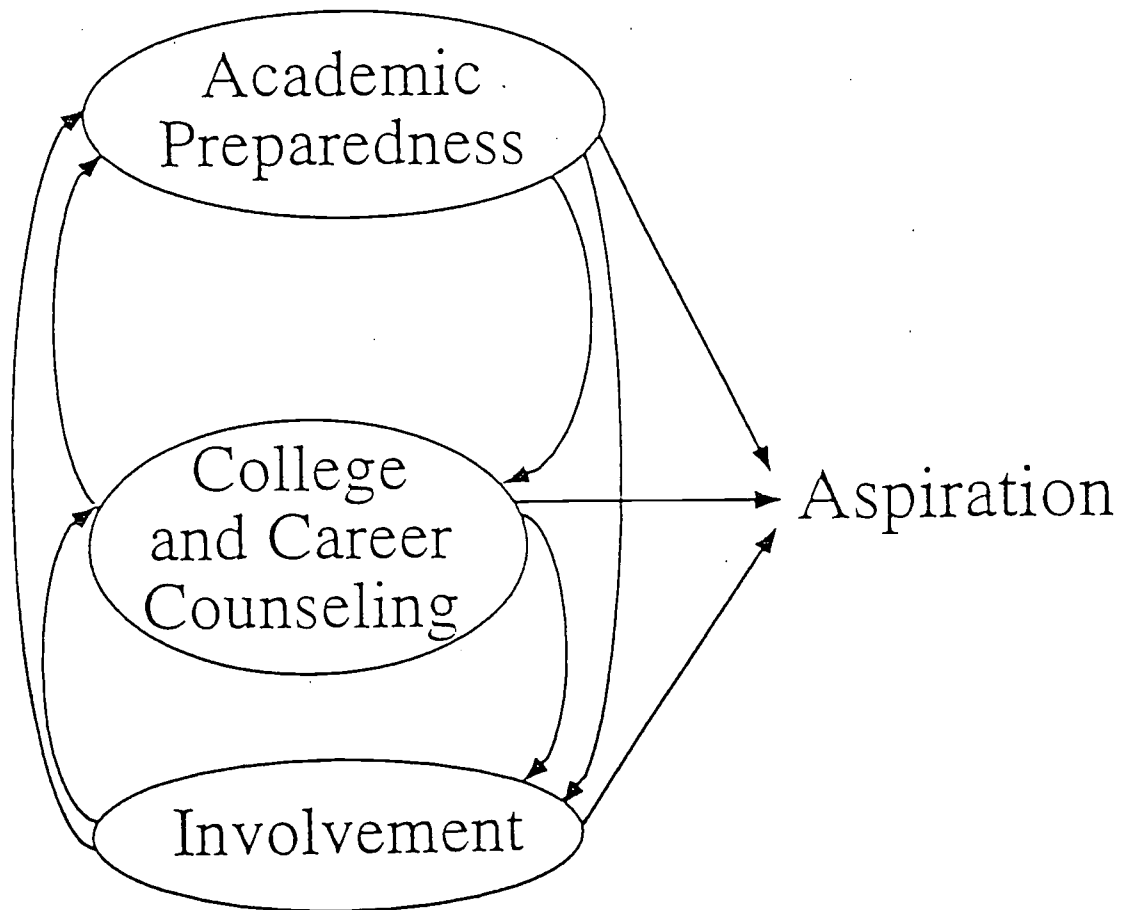 Academic
Preparedness
College
and Career
Counseling
Aspiration
Involvement